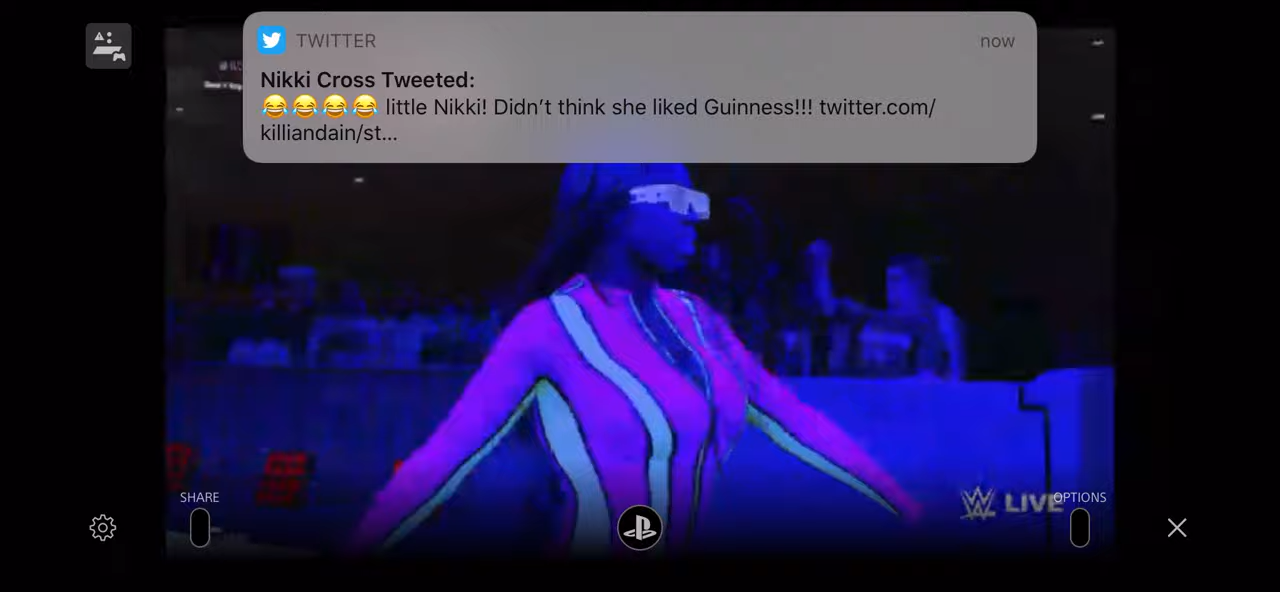 TWITTER
now
Nikki Cross Tweeted:
😂😂😂😂 little Nikki! Didn’t think she liked Guinness!!! twitter.com/
killiandain/st...
SHARE
LIVE
OPTIONS